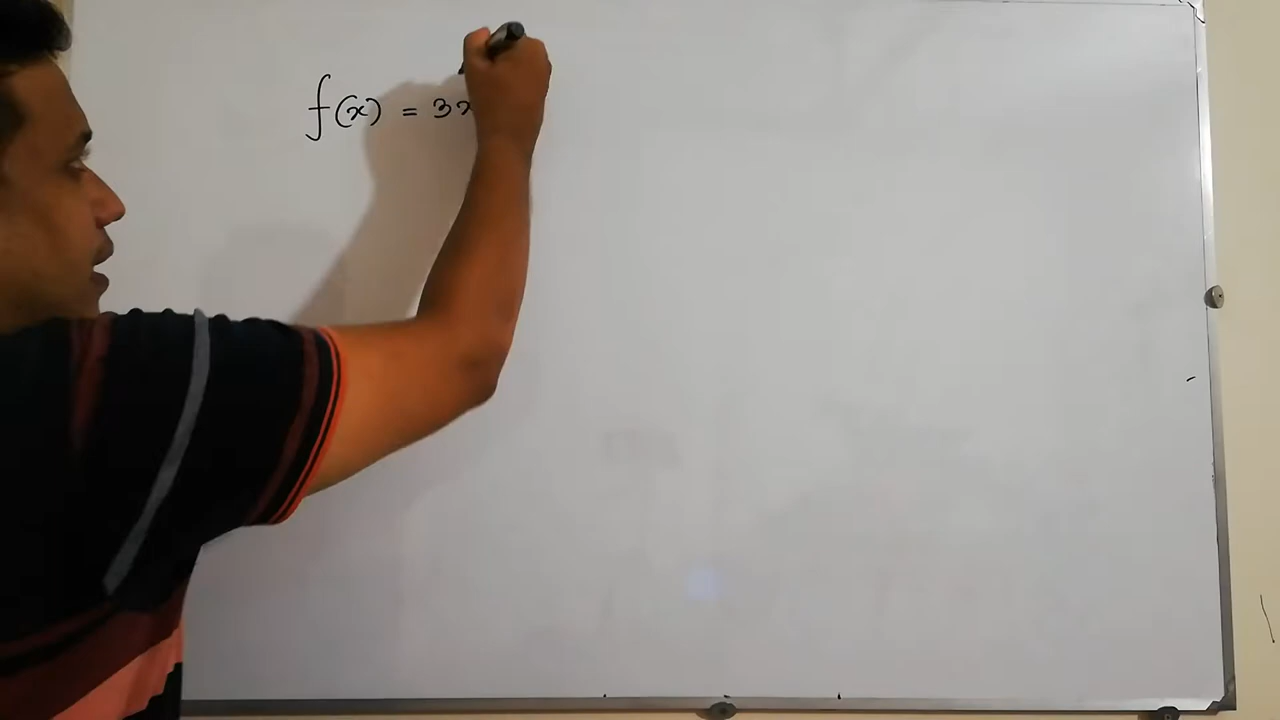 f(x) = 3x